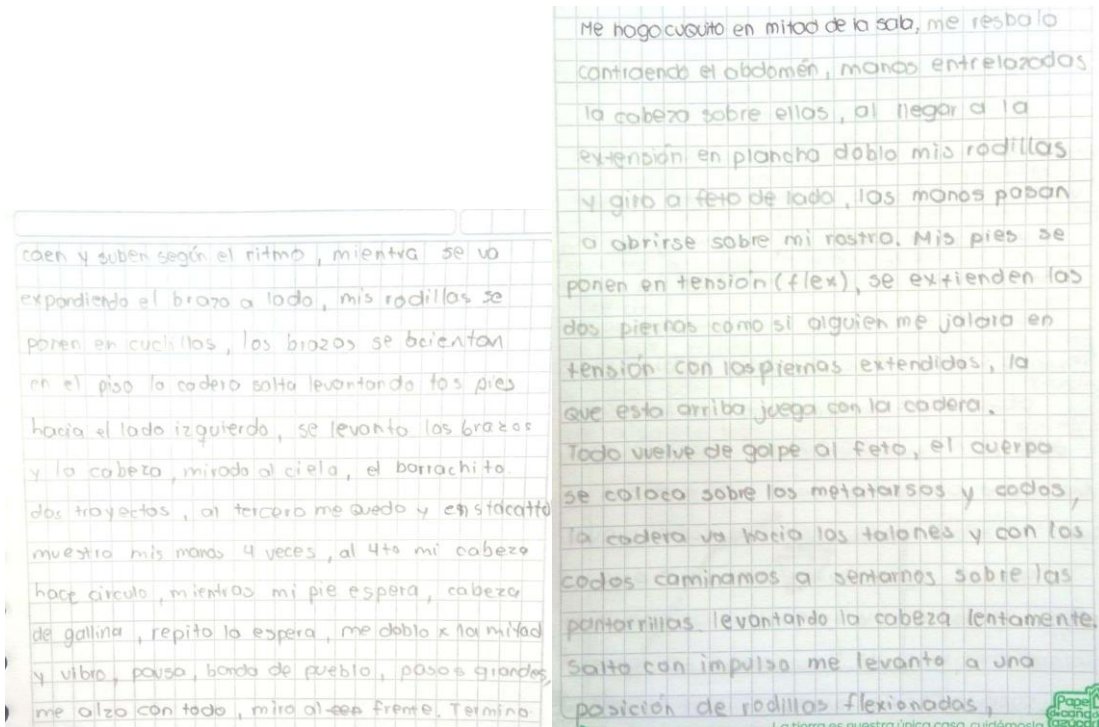 caen y suben según el ritmo, mientra se va
expandiendo el brazo a lado, mis rodillas se
ponen en cuclillas, los brazos se acientan
en el piso la cadera salta levantando los pies
hacia el lado izquierdo, se levanta los brazos
y la cabeza, mirada al cielo, el borrachito.
dos trayectos, al tercero me quedo y en stacatto
muestro mis manos 4 veces, al 4to mi cabeza
hace circulo, mientras mi pie espera, cabeza
de gallina, repito la espera, me doblo x la mitad
y vibro, pausa, banda de pueblo, pasos grandes,
me alzo con todo, miro al frente. Termino
Me hago cuquito en mitad de la sala, me resbalo
contraendo el abdomén, manos entrelazadas
la cabeza sobre ellas, al llegar a la
extensión en plancha doblo mis rodillas
y giro a feto de lado, las manos pasan
a abrirse sobre mi rostro. Mis pies se
ponen en tensión (flex), se extienden las
dos piernas como si alguien me jalara en
tensión con las piernas extendidas, la
que esta arriba juega con la cadera.
Todo vuelve de golpe al feto, el cuerpo
se coloca sobre los metatarsos y codos,
la cadera va hacia los talones y con los
codos caminamos a sentarnos sobre las
pantorrillas levantando la cabeza lentamente.
Salto con impulso me levanto a una
posición de rodillas flexionadas,
La tierra es nuestra única casa, cuidémosla
Papel